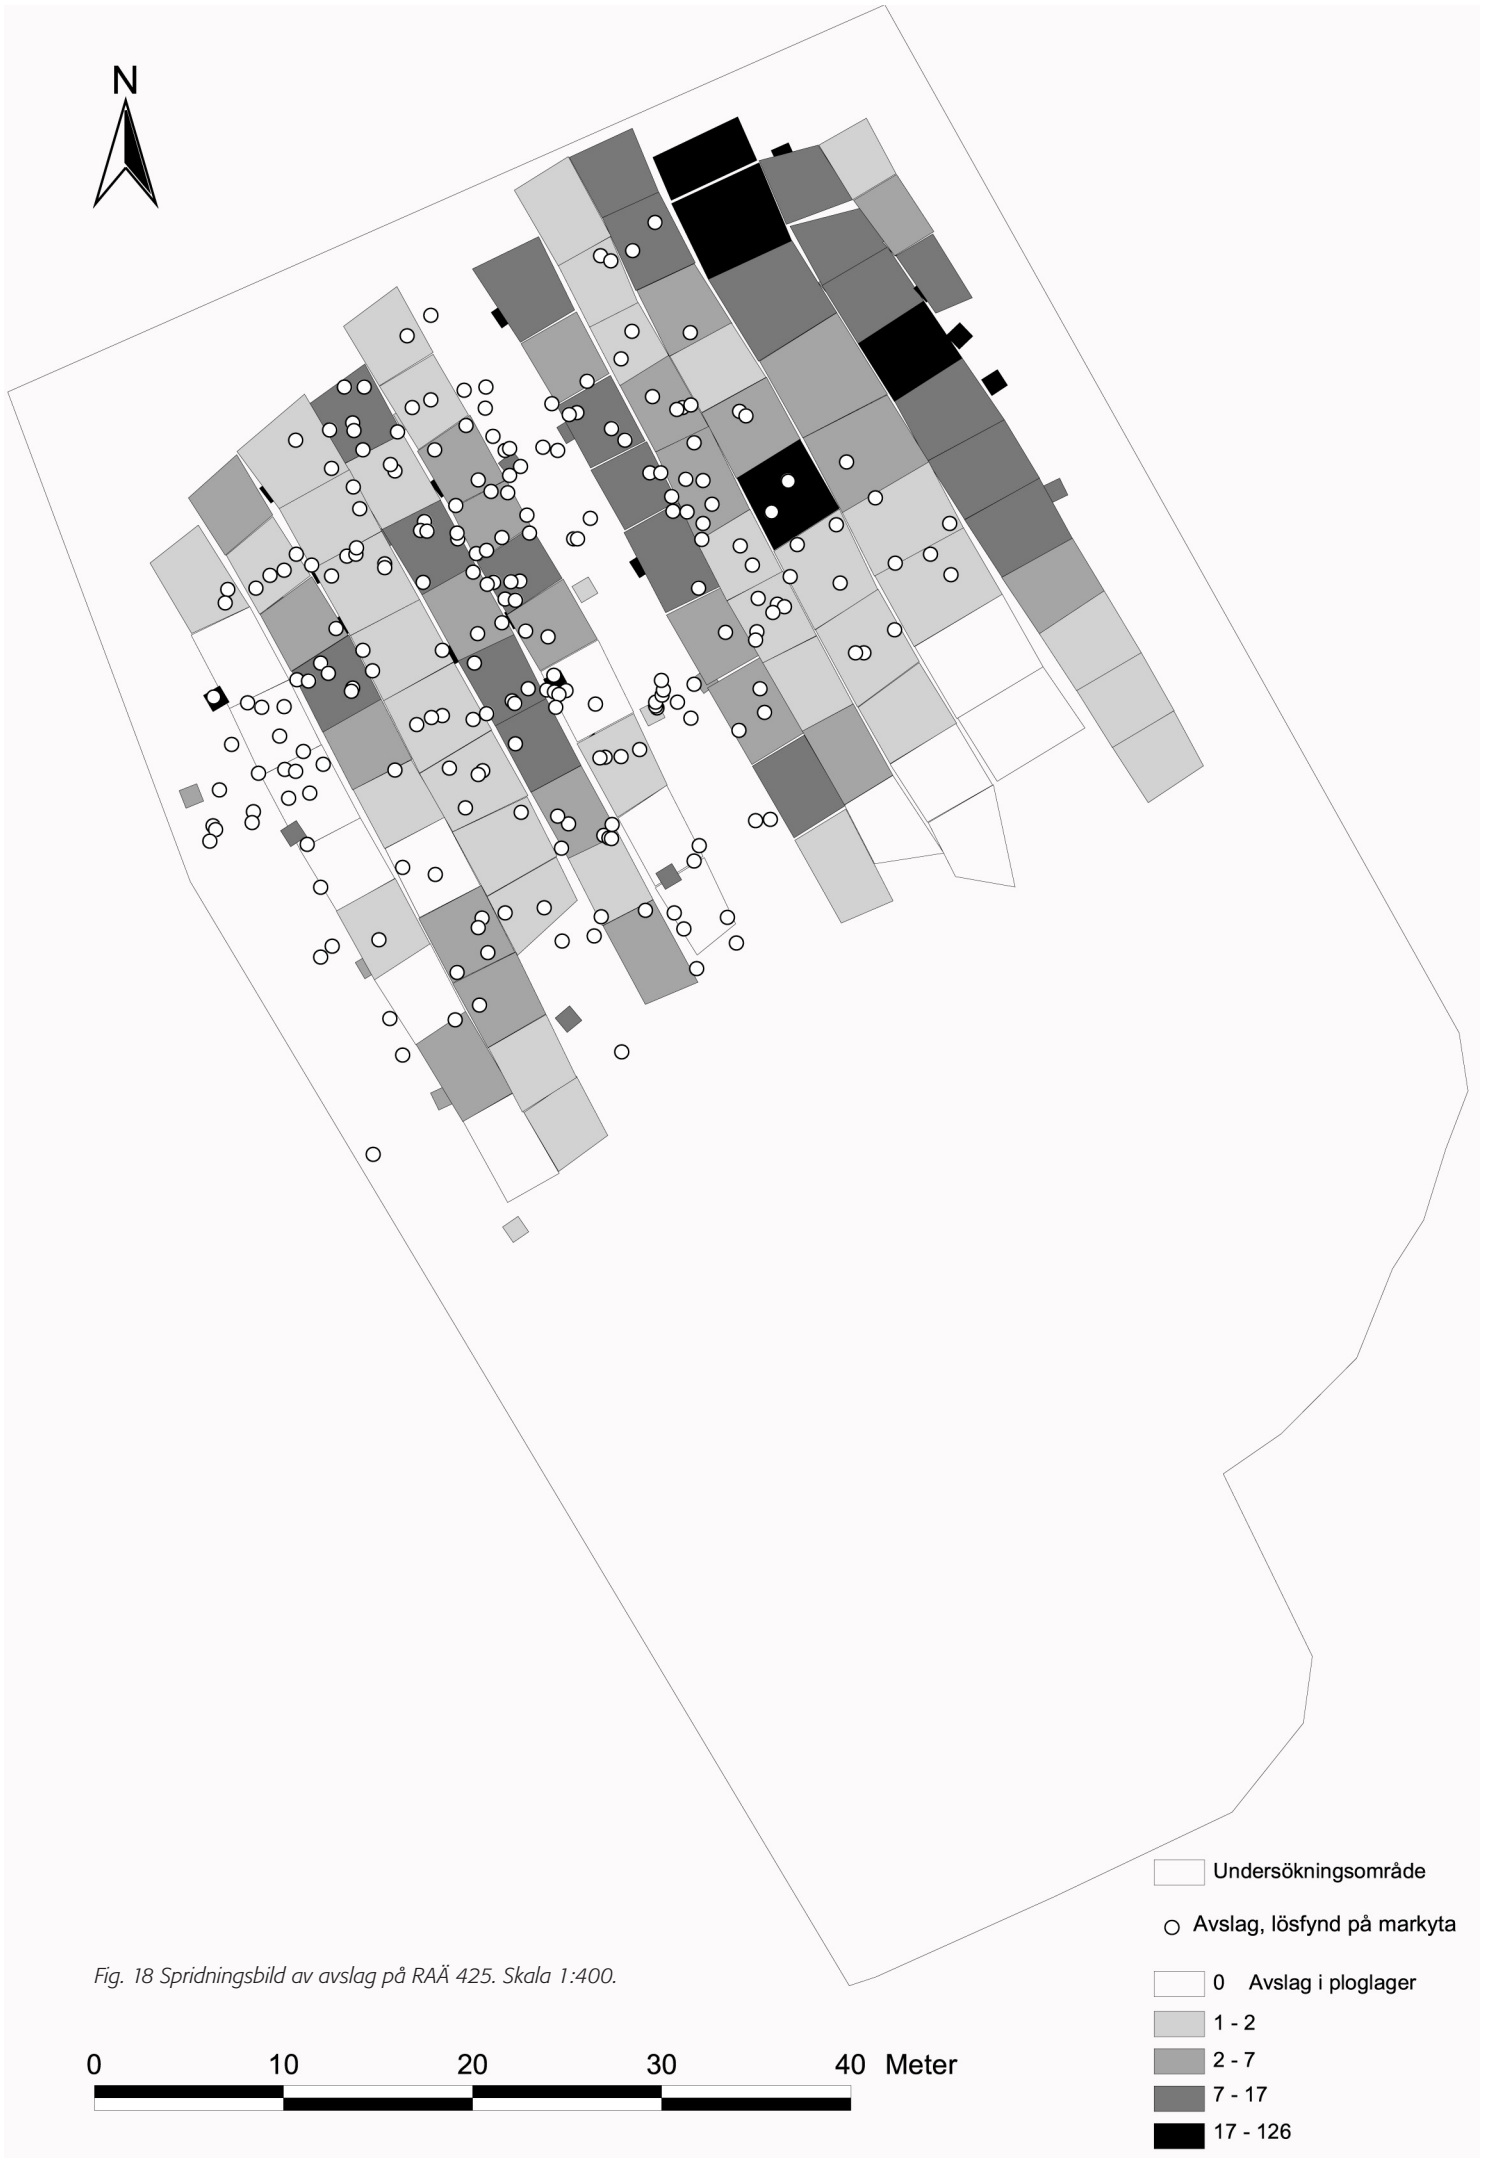 N
Undersökningsområde
Avslag, lösfynd på markyta
0 Avslag i ploglager
1 - 2
2 - 7
7 - 17
17 - 126
Fig. 18 Spridningsbild av avslag på RAÄ 425. Skala 1:400.
0 10 20 30 40 Meter